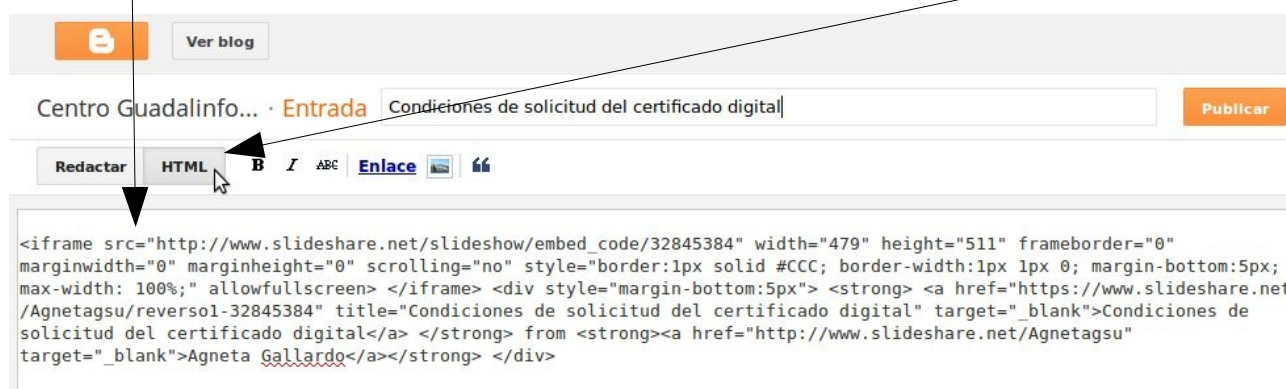 Ver blog
Centro Guadalinfo... · Entrada Condiciones de solicitud del certificado digital Publicar
Redactar HTML B I ABC Enlace
<iframe src="http://www.slideshare.net/slideshow/embed_code/32845384" width="479" height="511" frameborder="0"
marginwidth="0" marginheight="0" scrolling="no" style="border:1px solid #CCC; border-width:1px 1px 0; margin-bottom:5px;
max-width: 100%;" allowfullscreen> </iframe> <div style="margin-bottom:5px"> <strong> <a href="https://www.slideshare.net
/Agnetagsu/reverso1-32845384" title="Condiciones de solicitud del certificado digital" target="_blank">Condiciones de
solicitud del certificado digital</a> </strong> from <strong><a href="http://www.slideshare.net/Agnetagsu"
target="_blank">Agneta Gallardo</a></strong> </div>